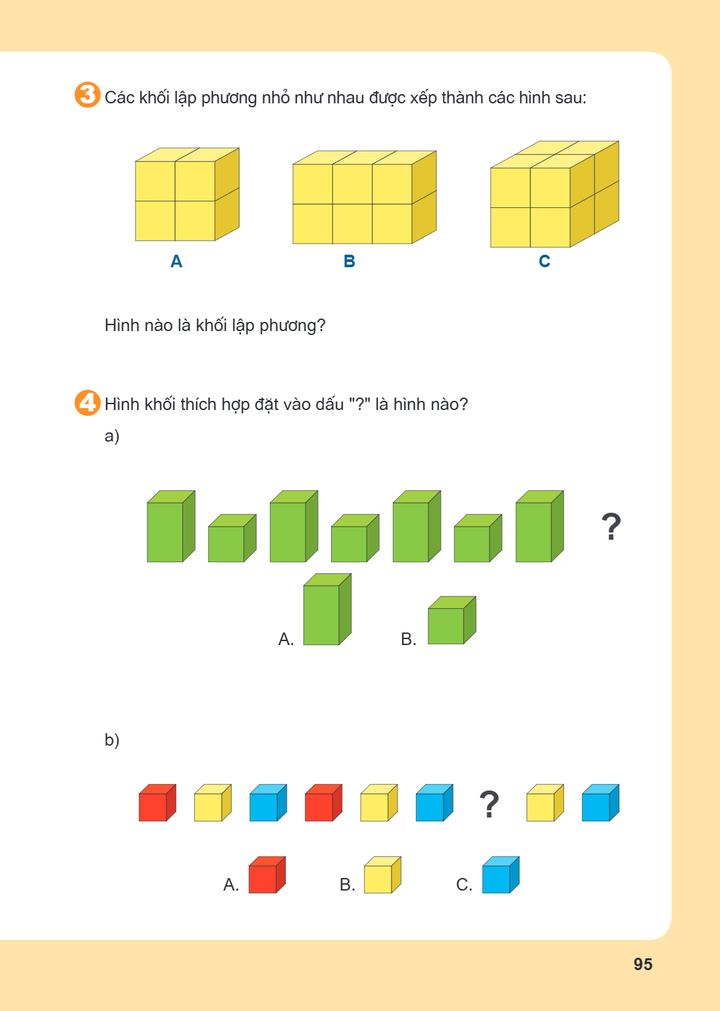 3 Các khối lập phương nhỏ như nhau được xếp thành các hình sau:
A B C
Hình nào là khối lập phương?
4 Hình khối thích hợp đặt vào dấu "?" là hình nào?
a)
?
A. B.
b)
?
A. B. C.
95